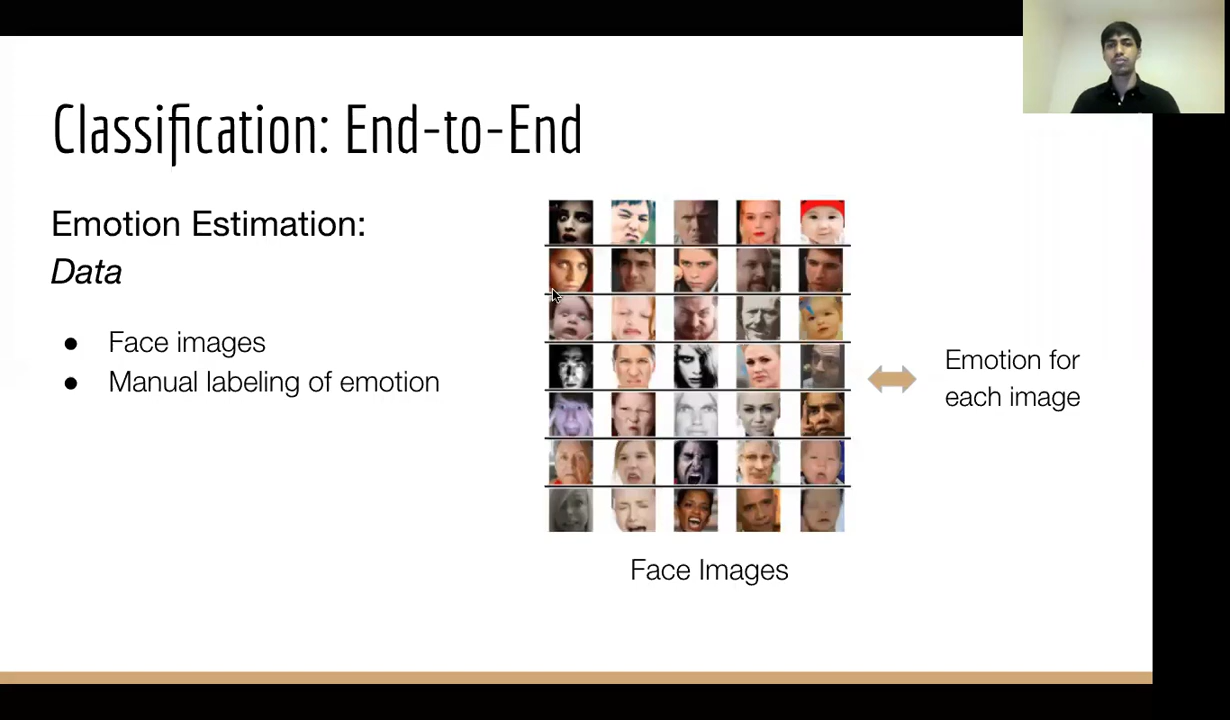 Classification: End-to-End
Emotion Estimation:
Data
● Face images
● Manual labeling of emotion
Emotion for
each image
Face Images